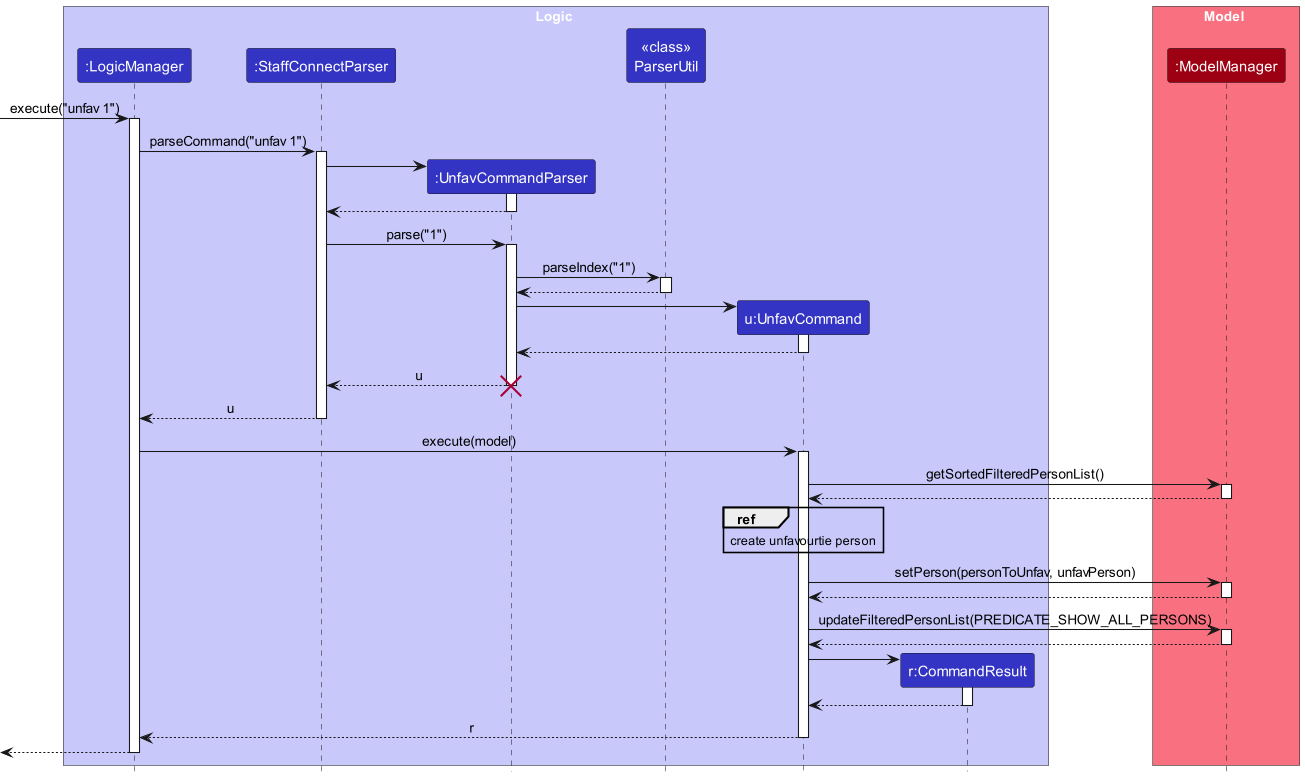 Logic
Model
«class»
ParserUtil
:LogicManager
:StaffConnectParser
:ModelManager
execute("unfav 1")
parseCommand("unfav 1")
:UnfavCommandParser
parse("1")
parseIndex("1")
u:UnfavCommand
u
u
execute(model)
getSortedFilteredPersonList()
ref
create unfavourtie person
setPerson(personToUnfav, unfavPerson)
updateFilteredPersonList(PREDICATE_SHOW_ALL_PERSONS)
r:CommandResult
r